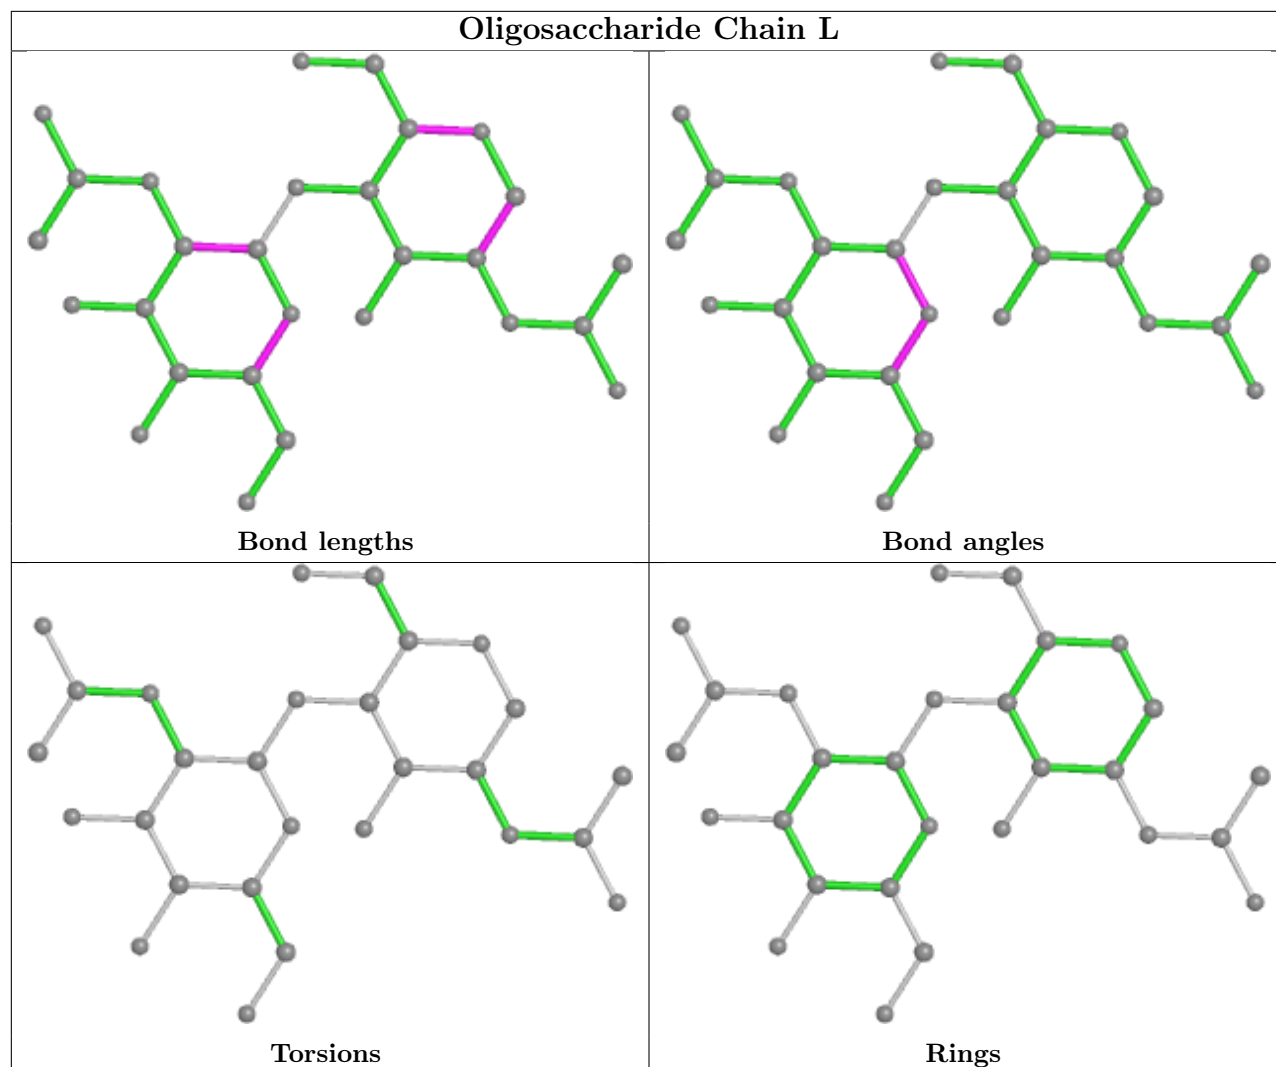 Oligosaccharide Chain L
Bond lengths
Bond angles
Torsions
Rings